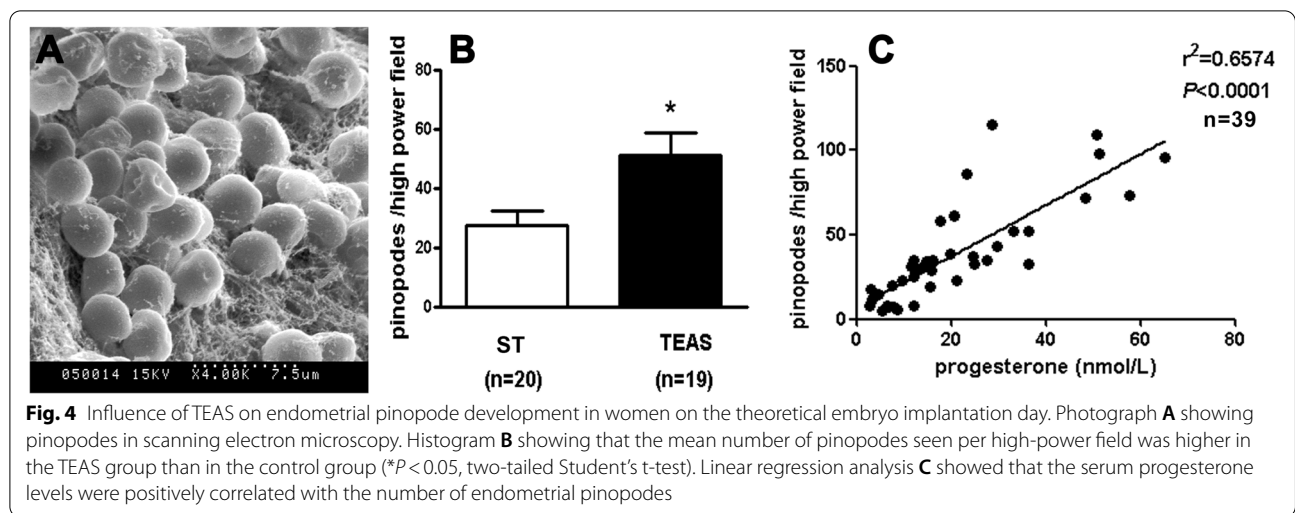 A
050014 15KV X4.00K 7.5um
B
pinopodes /high power field
80
60
40
20
0
*
ST
TEAS
(n=20)
(n=19)
C
pinopodes /high power field
150
100
50
0
r²=0.6574
P<0.0001
n=39
0 20 40 60 80
progesterone (nmol/L)
Fig. 4 Influence of TEAS on endometrial pinopode development in women on the theoretical embryo implantation day. Photograph A showing
pinopodes in scanning electron microscopy. Histogram B showing that the mean number of pinopodes seen per high-power field was higher in
the TEAS group than in the control group (*P < 0.05, two-tailed Student’s t-test). Linear regression analysis C showed that the serum progesterone
levels were positively correlated with the number of endometrial pinopodes